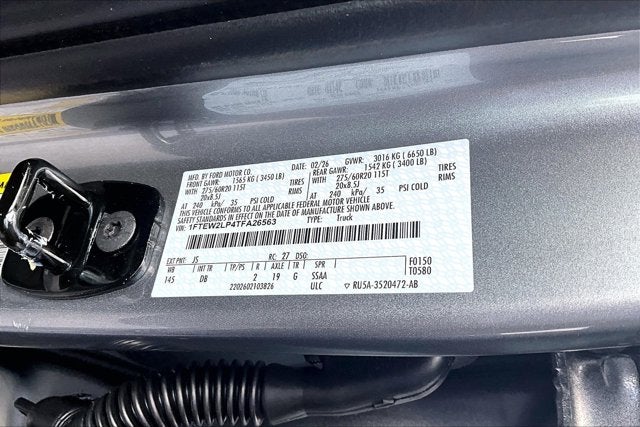 MFD. BY FORD MOTOR CO. DATE: 02/26 GVWR: 3016 KG ( 6650 LB)
FRONT GAWR: 1565 KG ( 3450 LB) REAR GAWR: 1542 KG ( 3400 LB)
WITH TIRES WITH TIRES
275/60R20 115T 275/60R20 115T
20x8.5J RIMS 20x8.5J RIMS
AT 240 kPa/ 35 PSI COLD AT 240 kPa/ 35 PSI COLD
THIS VEHICLE CONFORMS TO ALL APPLICABLE FEDERAL MOTOR VEHICLE
SAFETY STANDARDS IN EFFECT ON THE DATE OF MANUFACTURE SHOWN ABOVE.
VIN: 1FTEW2LP4TFA26563 TYPE: Truck
EXT PNT: JS RC: 27 DSO: F0150
WB INT TR TP/PS R AXLE TR SPR T0580
145 DB 2 19 G SSAA
2202602103826 ULC RU5A-3520472-AB